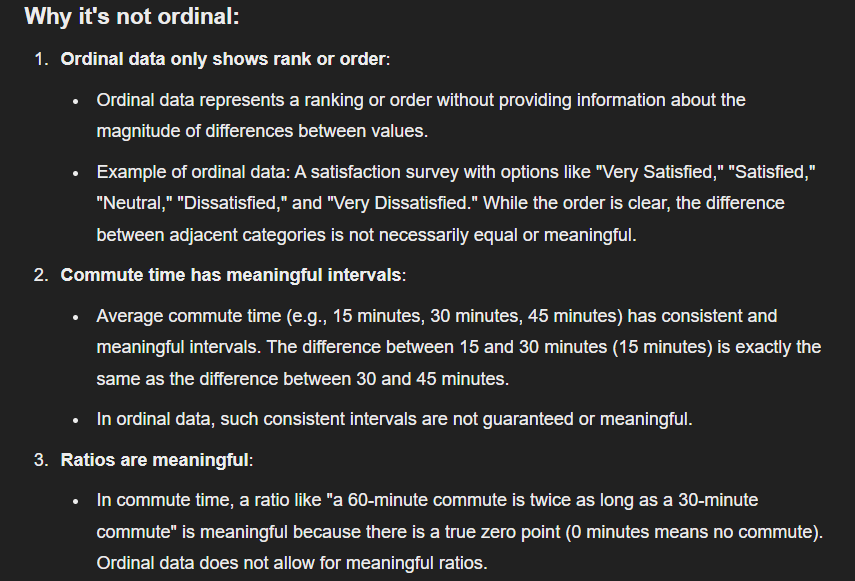 Why it's not ordinal:
1. Ordinal data only shows rank or order:
• Ordinal data represents a ranking or order without providing information about the
magnitude of differences between values.
• Example of ordinal data: A satisfaction survey with options like "Very Satisfied," "Satisfied,"
"Neutral," "Dissatisfied," and "Very Dissatisfied." While the order is clear, the difference
between adjacent categories is not necessarily equal or meaningful.
2. Commute time has meaningful intervals:
• Average commute time (e.g., 15 minutes, 30 minutes, 45 minutes) has consistent and
meaningful intervals. The difference between 15 and 30 minutes (15 minutes) is exactly the
same as the difference between 30 and 45 minutes.
• In ordinal data, such consistent intervals are not guaranteed or meaningful.
3. Ratios are meaningful:
• In commute time, a ratio like "a 60-minute commute is twice as long as a 30-minute
commute" is meaningful because there is a true zero point (0 minutes means no commute).
Ordinal data does not allow for meaningful ratios.